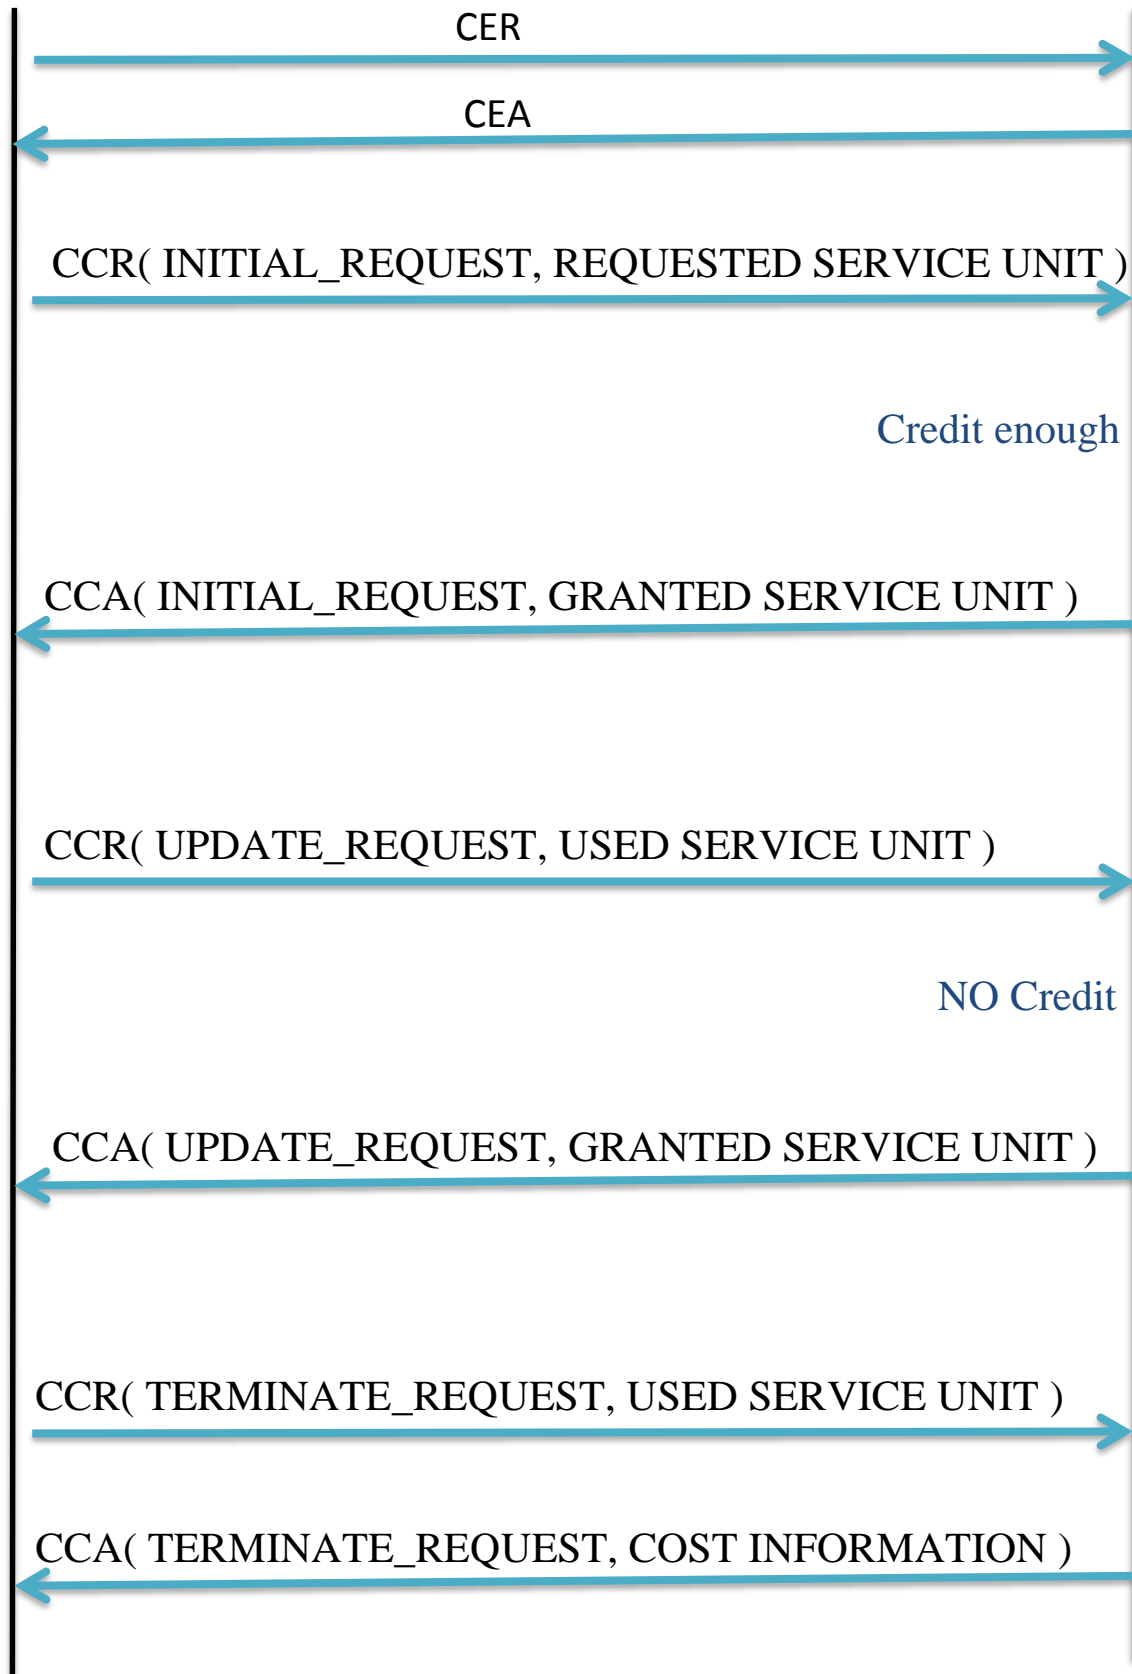 CER
CEA
CCR( INITIAL_REQUEST, REQUESTED SERVICE UNIT )
Credit enough
CCA( INITIAL_REQUEST, GRANTED SERVICE UNIT )
CCR( UPDATE_REQUEST, USED SERVICE UNIT )
NO Credit
CCA( UPDATE_REQUEST, GRANTED SERVICE UNIT )
CCR( TERMINATE_REQUEST, USED SERVICE UNIT )
CCA( TERMINATE_REQUEST, COST INFORMATION )